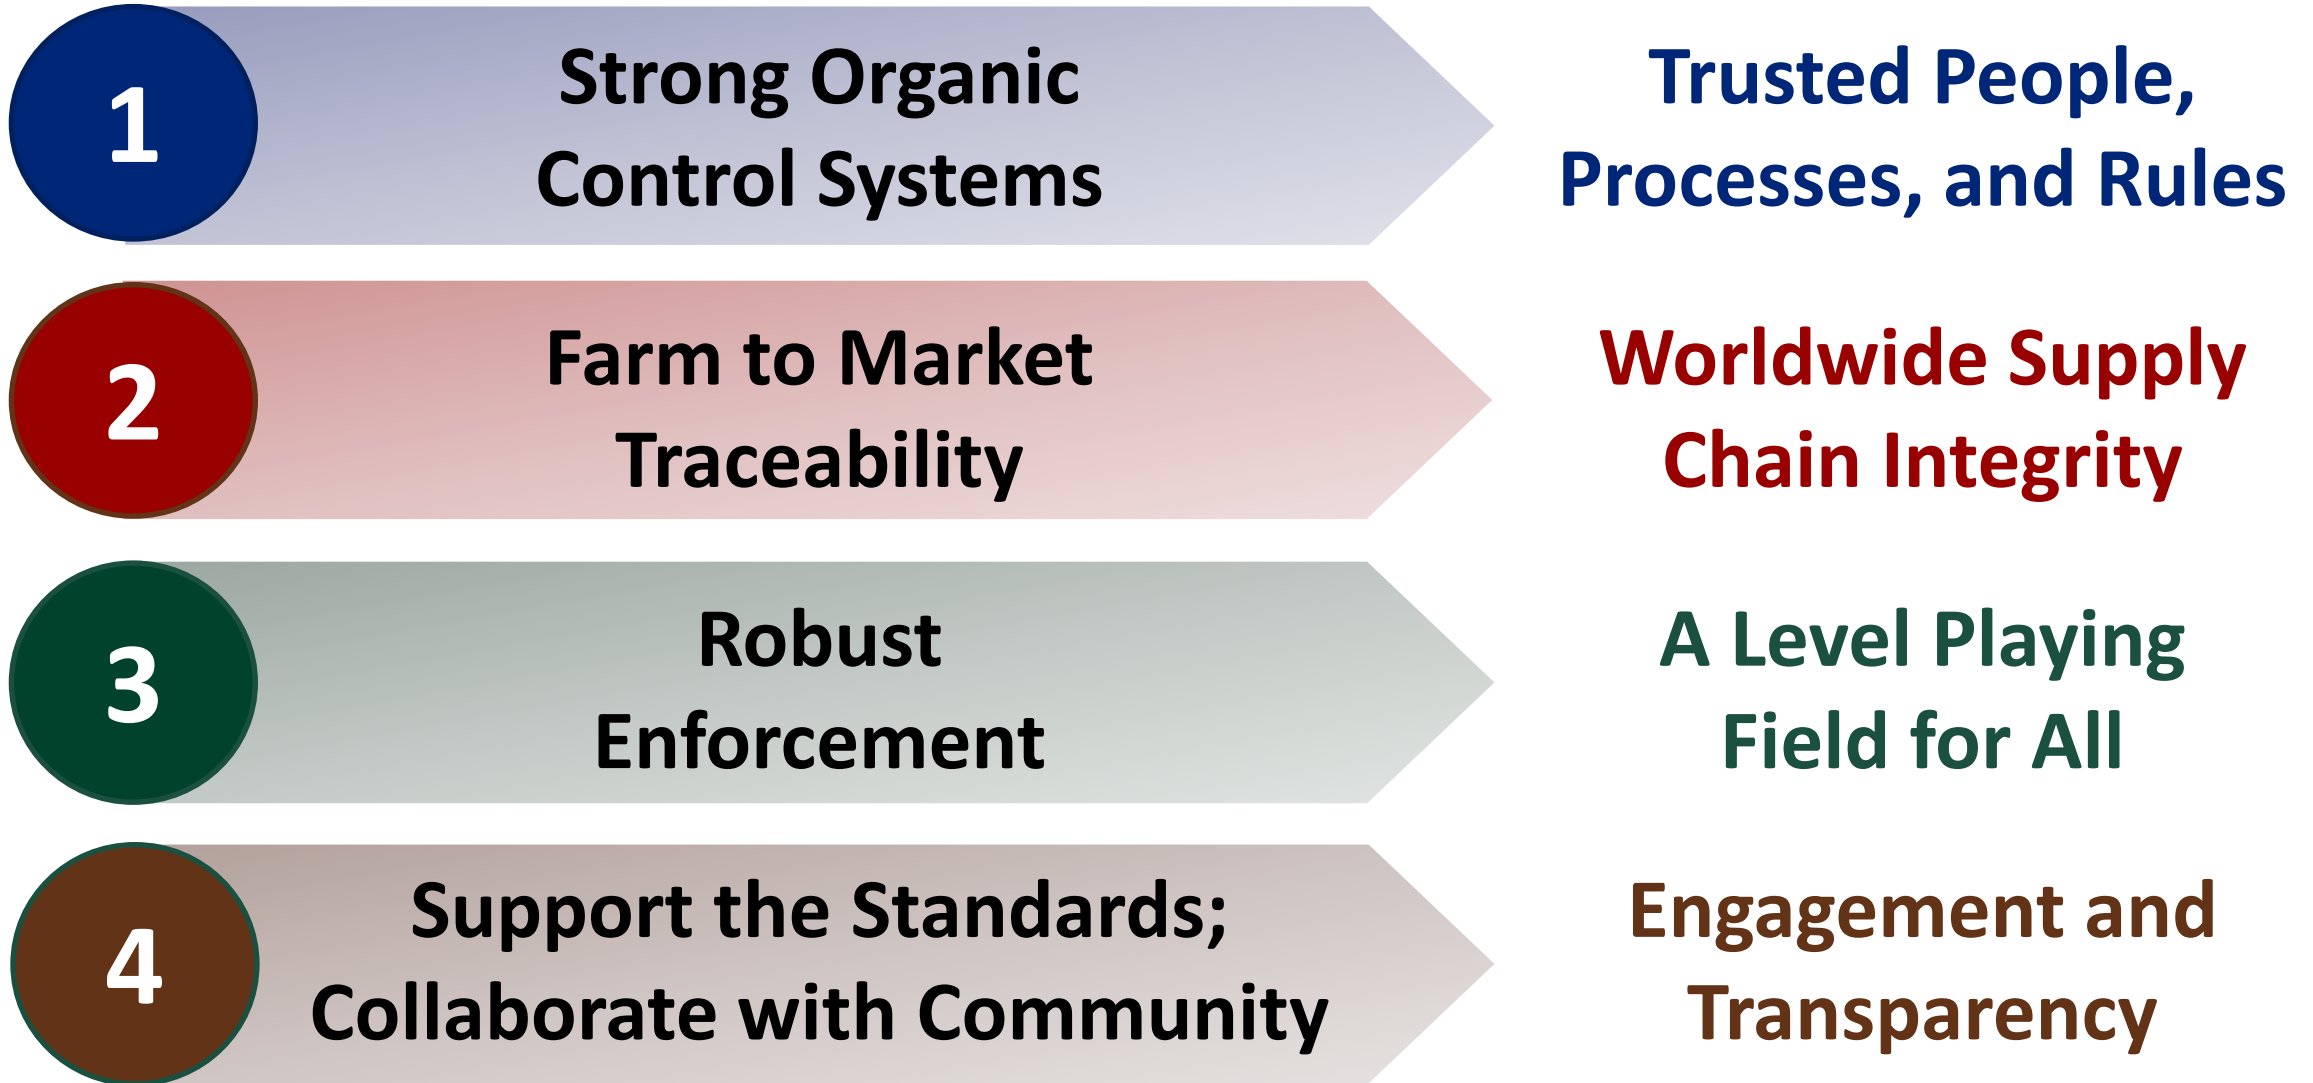 1
Strong Organic
Control Systems
Trusted People,
Processes, and Rules
2
Farm to Market
Traceability
Worldwide Supply
Chain Integrity
3
Robust
Enforcement
A Level Playing
Field for All
4
Support the Standards;
Collaborate with Community
Engagement and
Transparency